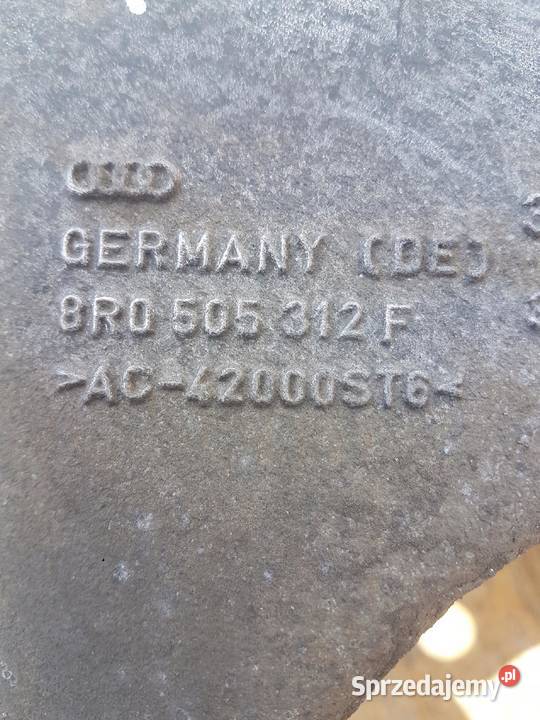 GERMANY [DE]
8R0 505 312 F
>AC-42000ST6<
Sprzedajemy.pl